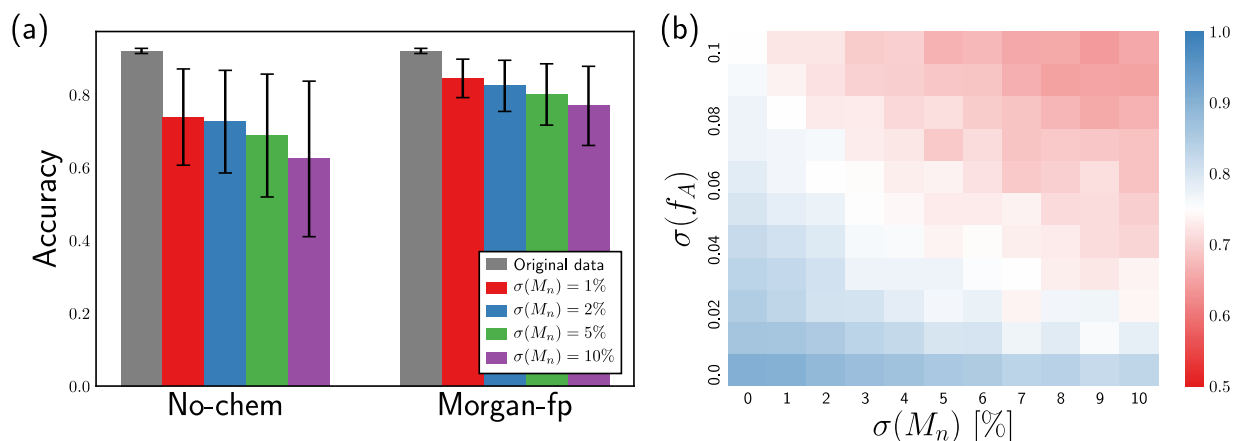 (a)
Accuracy
0.8
0.6
0.4
0.2
0.0
Original data
σ(Mₙ) = 1%
σ(Mₙ) = 2%
σ(Mₙ) = 5%
σ(Mₙ) = 10%
No-chem
Morgan-fp
(b)
σ(f_A)
0.1
0.08
0.06
0.04
0.02
0.0
0 1 2 3 4 5 6 7 8 9 10
σ(Mₙ) [%]
1.0
0.9
0.8
0.7
0.6
0.5